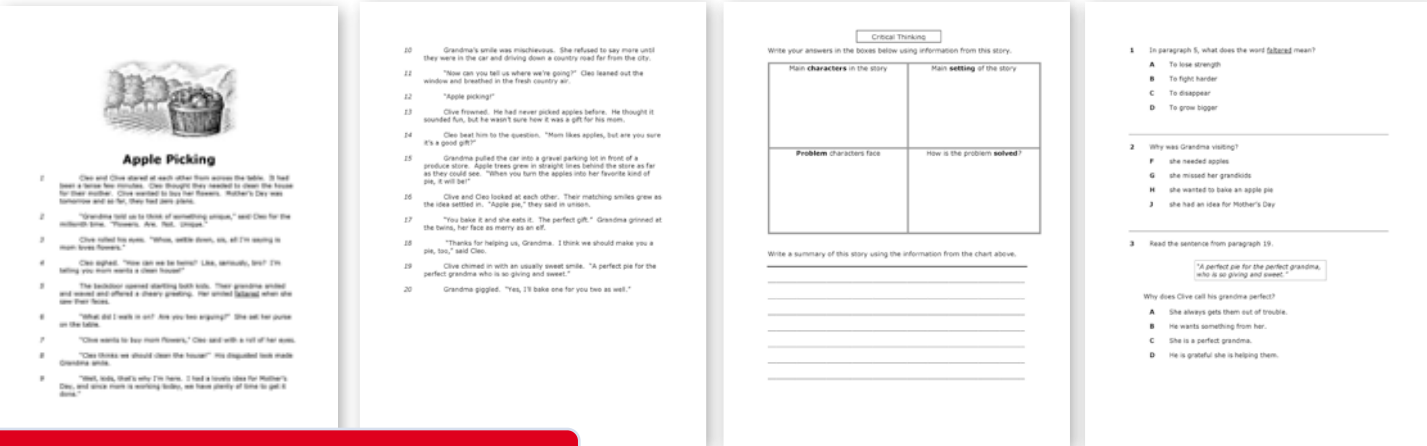 Apple Picking
1 Cleo and Clive stared at each other from across the table. It had
been a tense few minutes. Cleo thought they needed to clean the house
for their mother. Clive wanted to buy her flowers. Mother's Day was
tomorrow and so far, they had zero plans.
2 "Grandma told us to think of something unique," said Cleo for the
millionth time. "Flowers. Are. Not. Unique."
3 Clive rolled his eyes. "Whoa, settle down, sis, all I'm saying is
mom loves flowers."
4 Cleo sighed. "How can we be twins? Like, seriously, bro? I'm
telling you mom wants a clean house!"
5 The backdoor opened startling both kids. Their grandma smiled
and waved and offered a cheery greeting. Her smiled faltered when she
saw their faces.
6 "What did I walk in on? Are you two arguing?" She set her purse
on the table.
7 "Clive wants to buy mom flowers," Cleo said with a roll of her eyes.
8 "Cleo thinks we should clean the house!" His disgusted look made
Grandma smile.
9 "Well, kids, that's why I'm here. I had a lovely idea for Mother's
Day, and since mom is working today, we have plenty of time to get it
done."
10 Grandma's smile was mischievous. She refused to say more until
they were in the car and driving down a country road far from the city.
11 "Now can you tell us where we're going?" Cleo leaned out the
window and breathed in the fresh country air.
12 "Apple picking!"
13 Clive frowned. He had never picked apples before. He thought it
sounded fun, but he wasn't sure how it was a gift for his mom.
14 Cleo beat him to the question. "Mom likes apples, but are you sure
it's a good gift?"
15 Grandma pulled the car into a gravel parking lot in front of a
produce store. Apple trees grew in straight lines behind the store as far
as they could see. "When you turn the apples into her favorite kind of
pie, it will be!"
16 Clive and Cleo looked at each other. Their matching smiles grew as
the idea settled in. "Apple pie," they said in unison.
17 "You bake it and she eats it. The perfect gift." Grandma grinned at
the twins, her face as merry as an elf.
18 "Thanks for helping us, Grandma. I think we should make you a
pie, too," said Cleo.
19 Clive chimed in with an usually sweet smile. "A perfect pie for the
perfect grandma who is so giving and sweet."
20 Grandma giggled. "Yes, I'll bake one for you two as well."
Critical Thinking
Write your answers in the boxes below using information from this story.
Main characters in the story
Main setting of the story
Problem characters face
How is the problem solved?
Write a summary of this story using the information from the chart above.
1 In paragraph 5, what does the word faltered mean?
A To lose strength
B To fight harder
C To disappear
D To grow bigger
2 Why was Grandma visiting?
F she needed apples
G she missed her grandkids
H she wanted to bake an apple pie
J she had an idea for Mother's Day
3 Read the sentence from paragraph 19.
"A perfect pie for the perfect grandma,
who is so giving and sweet."
Why does Clive call his grandma perfect?
A She always gets them out of trouble.
B He wants something from her.
C She is a perfect grandma.
D He is grateful she is helping them.